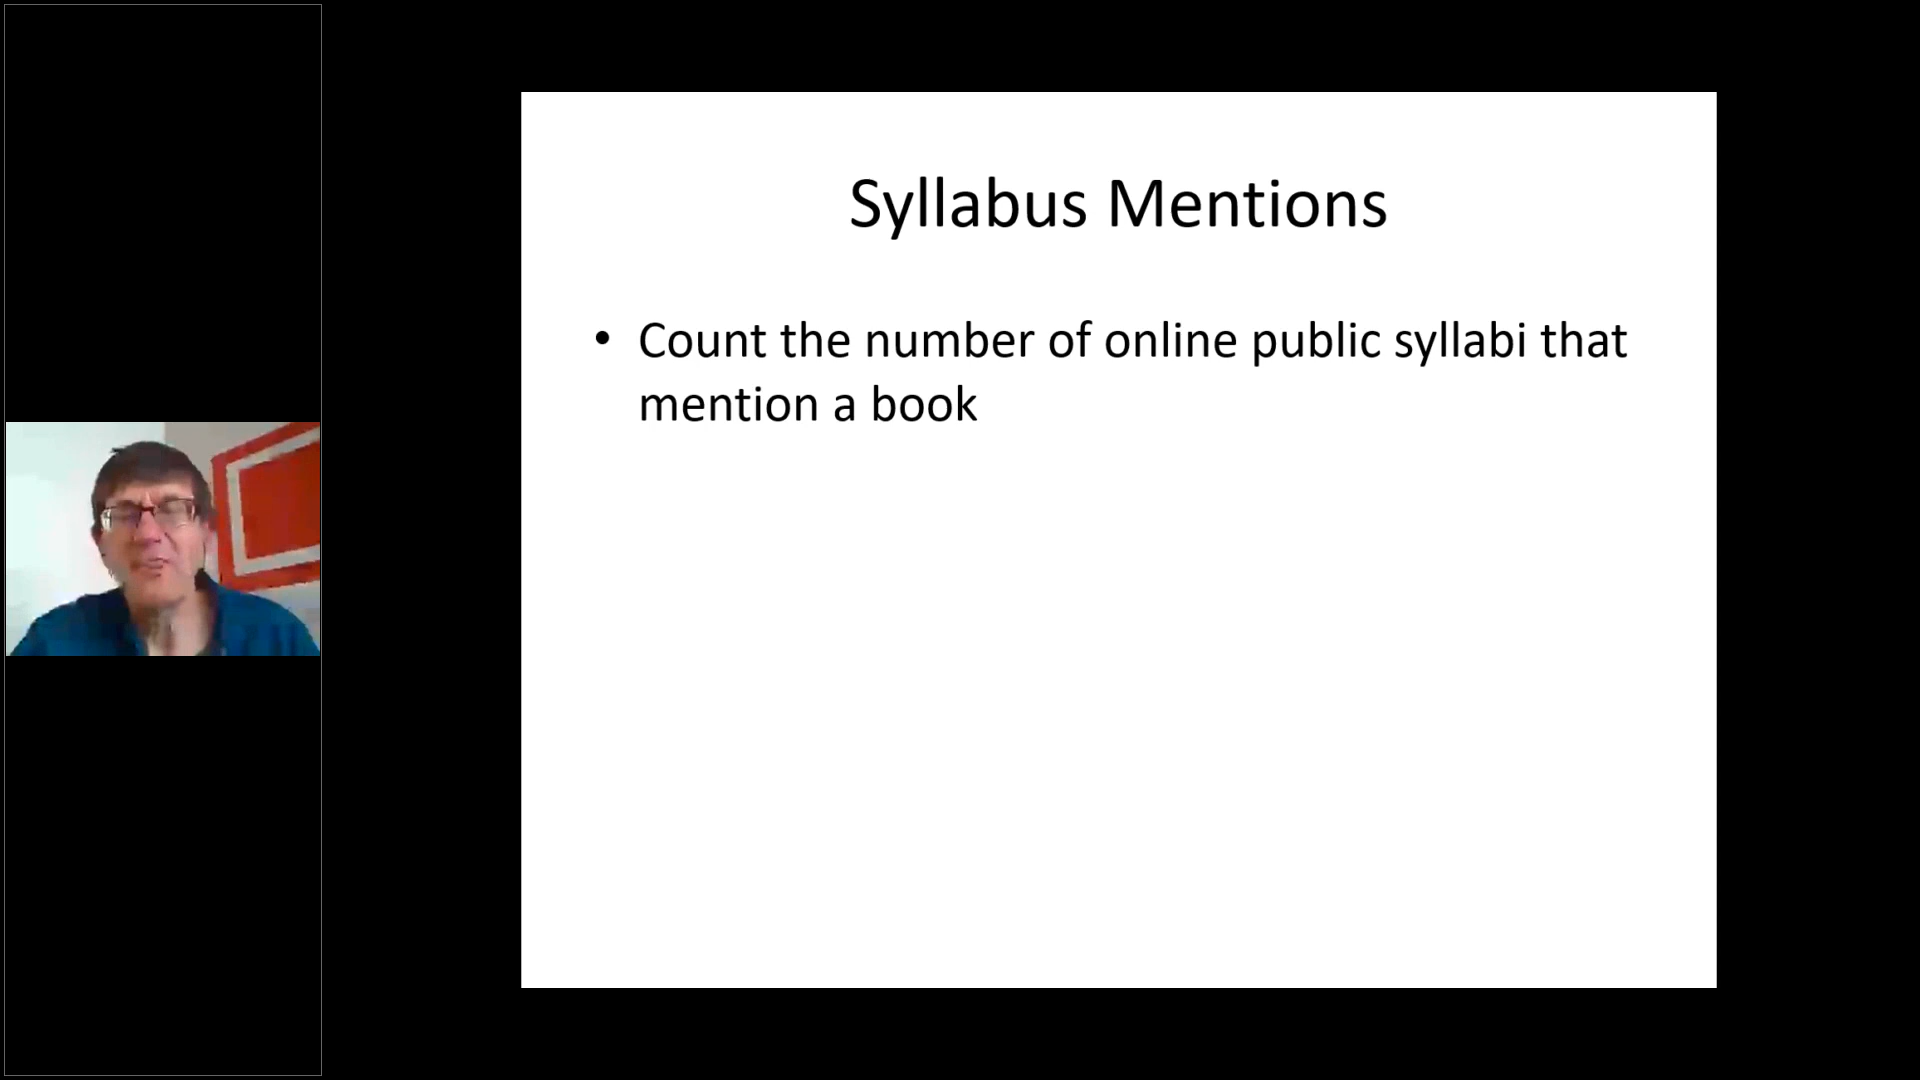 Syllabus Mentions
• Count the number of online public syllabi that
mention a book